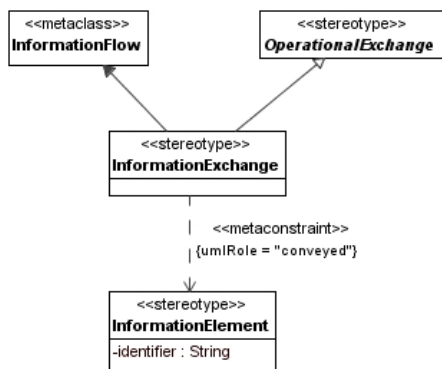 <<metaclass>>
InformationFlow
<<stereotype>>
OperationalExchange
<<stereotype>>
InformationExchange
<<metaconstraint>>
{umlRole = "conveyed"}
<<stereotype>>
InformationElement
-identifier : String